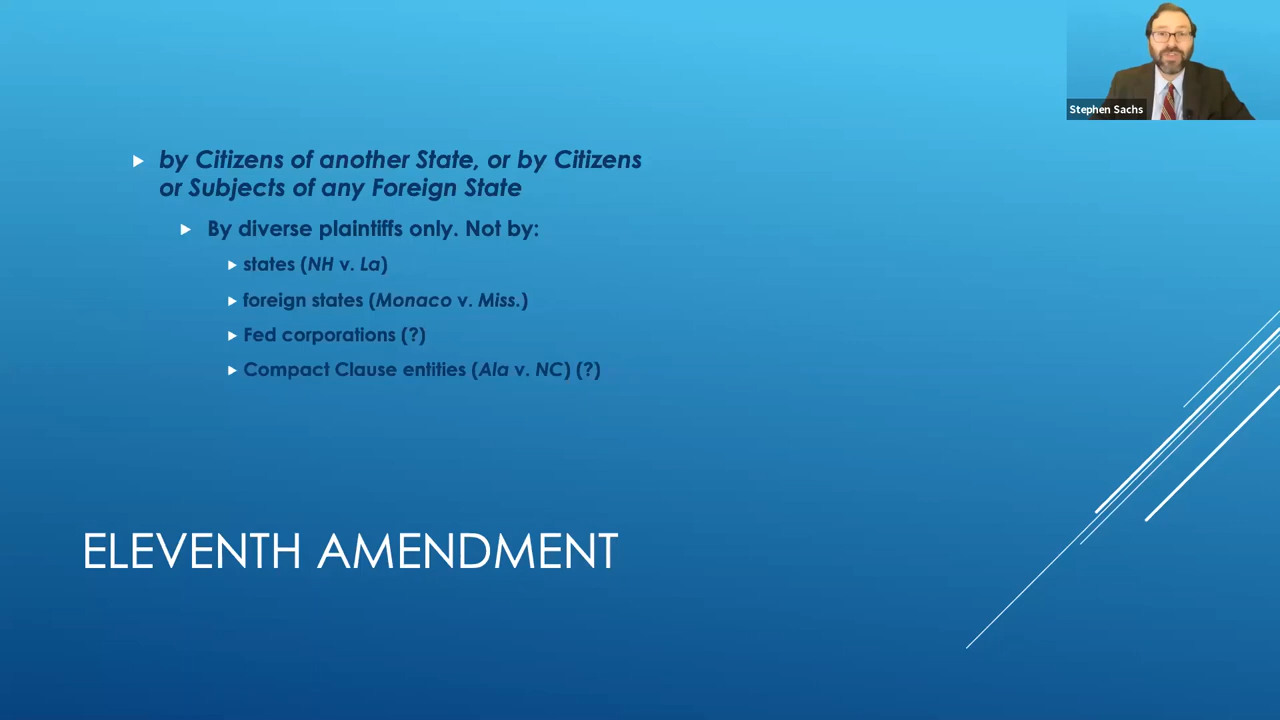 Stephen Sachs
by Citizens of another State, or by Citizens
or Subjects of any Foreign State
By diverse plaintiffs only. Not by:
states (NH v. La)
foreign states (Monaco v. Miss.)
Fed corporations (?)
Compact Clause entities (Ala v. NC) (?)
ELEVENTH AMENDMENT